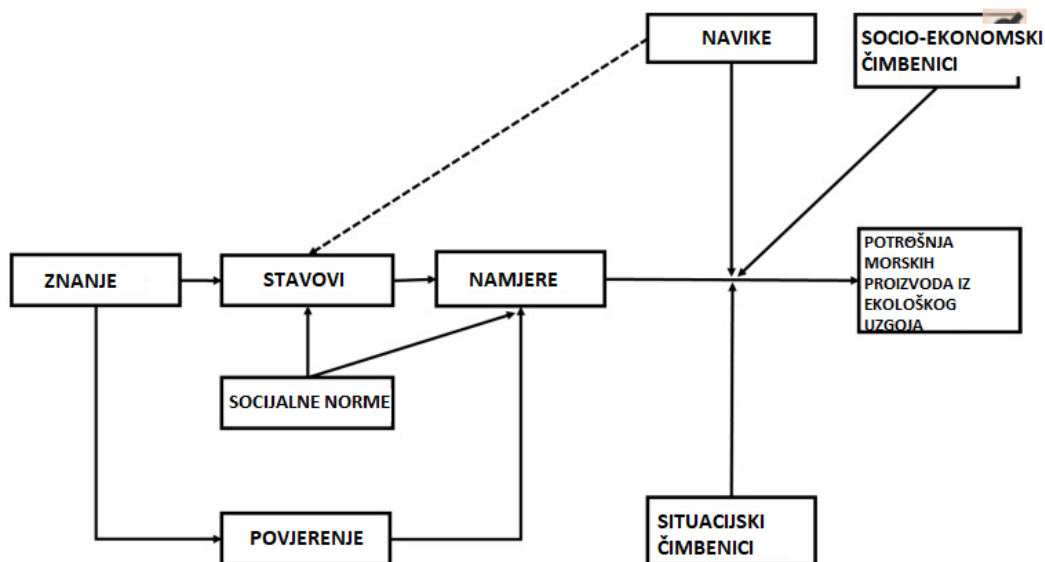 NAVIKE
SOCIO-EKONOMSKI
ČIMBENICI
ZNANJE
STAVOVI
NAMJERE
POTROŠNJA
MORSKIH
PROIZVODA IZ
EKOLOŠKOG
UZGOJA
SOCIJALNE NORME
POVJERENJE
SITUACIJSKI
ČIMBENICI